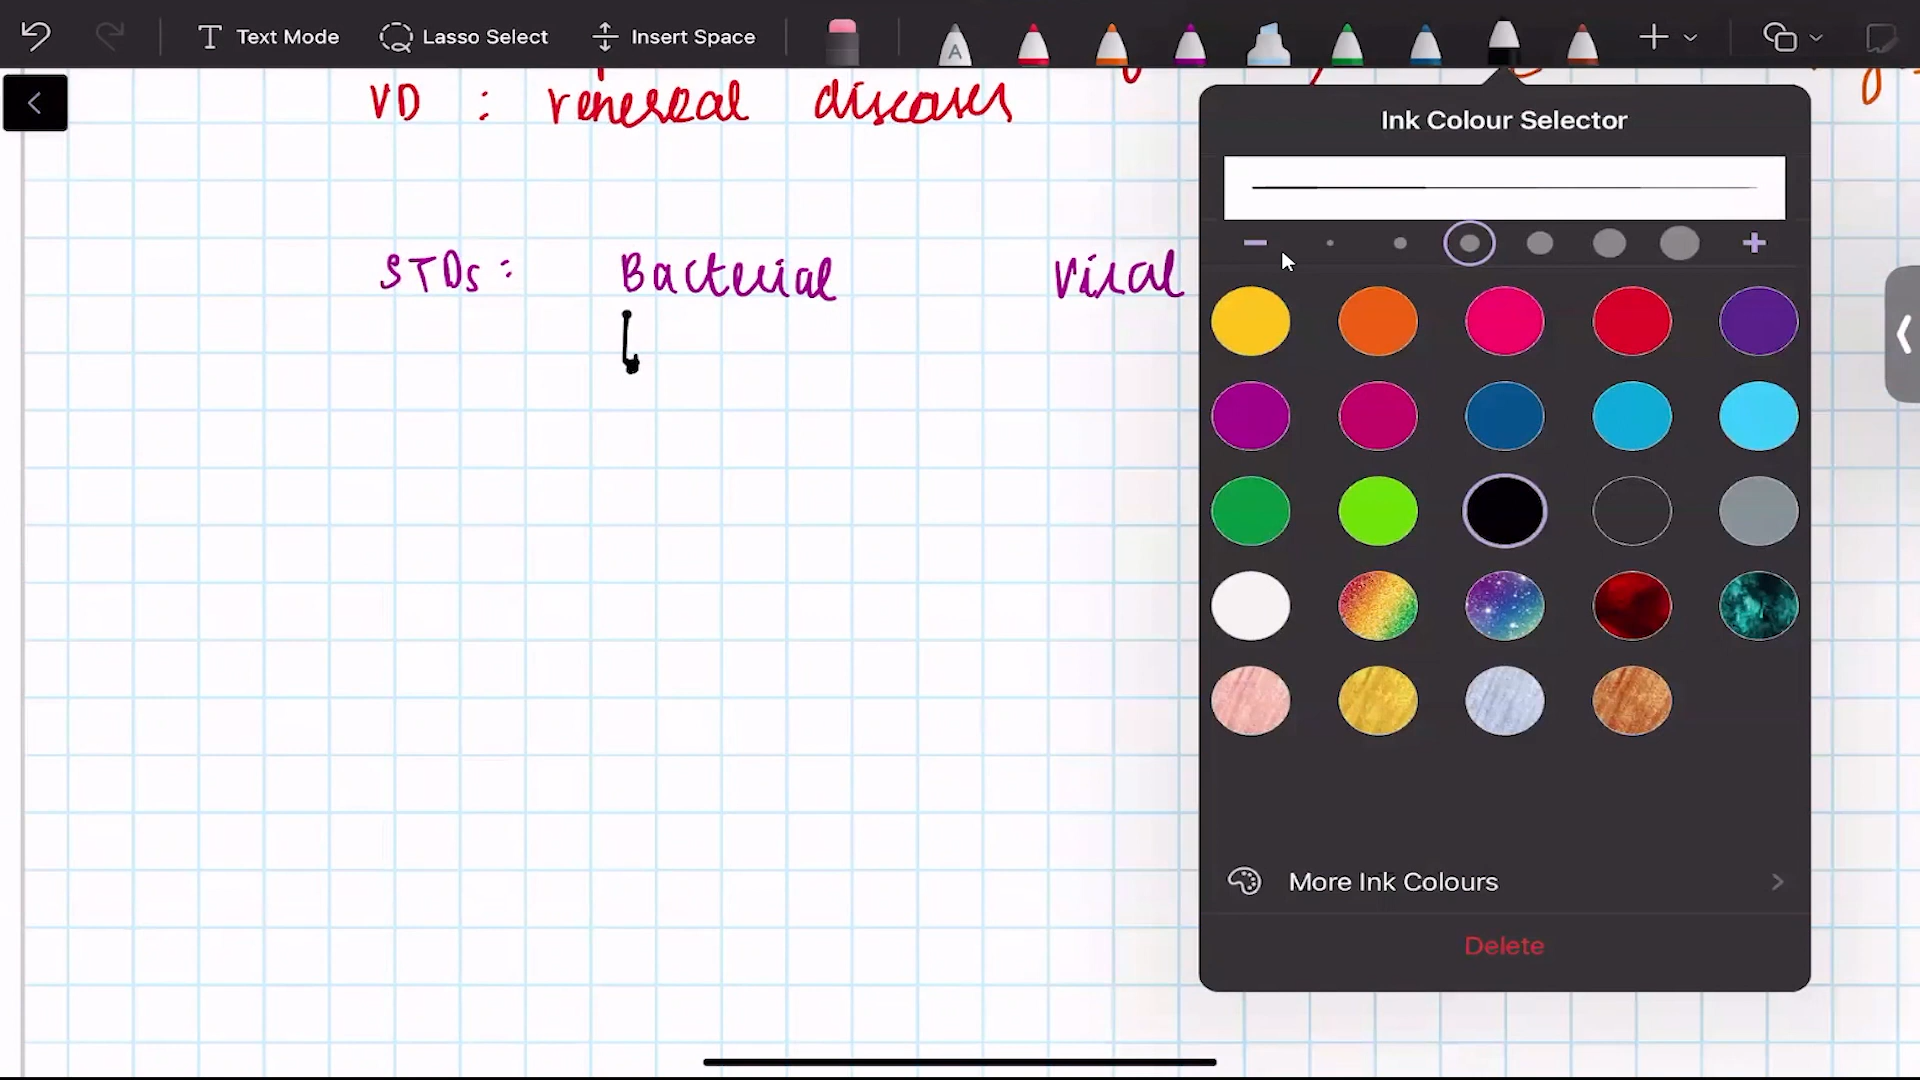 Text Mode Lasso Select Insert Space
A
VD : venereal diseases
Ink Colour Selector
STDs : Bacterial Viral
More Ink Colours
Delete